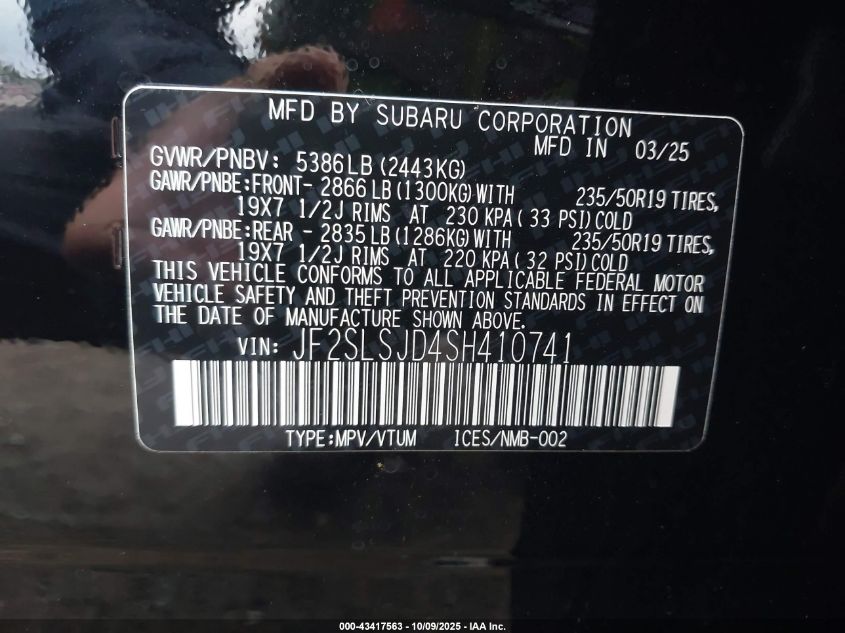 MFD BY SUBARU CORPORATION
MFD IN 03/25
GVWR/PNBV: 5386LB (2443KG)
GAWR/PNBE:FRONT- 2866 LB (1300KG) WITH 235/50R19 TIRES,
19X7 1/2J RIMS AT 230 KPA ( 33 PSI) COLD
GAWR/PNBE:REAR - 2835 LB (1286KG) WITH 235/50R19 TIRES,
19X7 1/2J RIMS AT 220 KPA ( 32 PSI) COLD
THIS VEHICLE CONFORMS TO ALL APPLICABLE FEDERAL MOTOR
VEHICLE SAFETY AND THEFT PREVENTION STANDARDS IN EFFECT ON
THE DATE OF MANUFACTURE SHOWN ABOVE.
VIN: JF2SLSJD4SH410741
TYPE:MPV/VTUM ICES/NMB-002
000-43417563 - 10/09/2025 - IAA Inc.